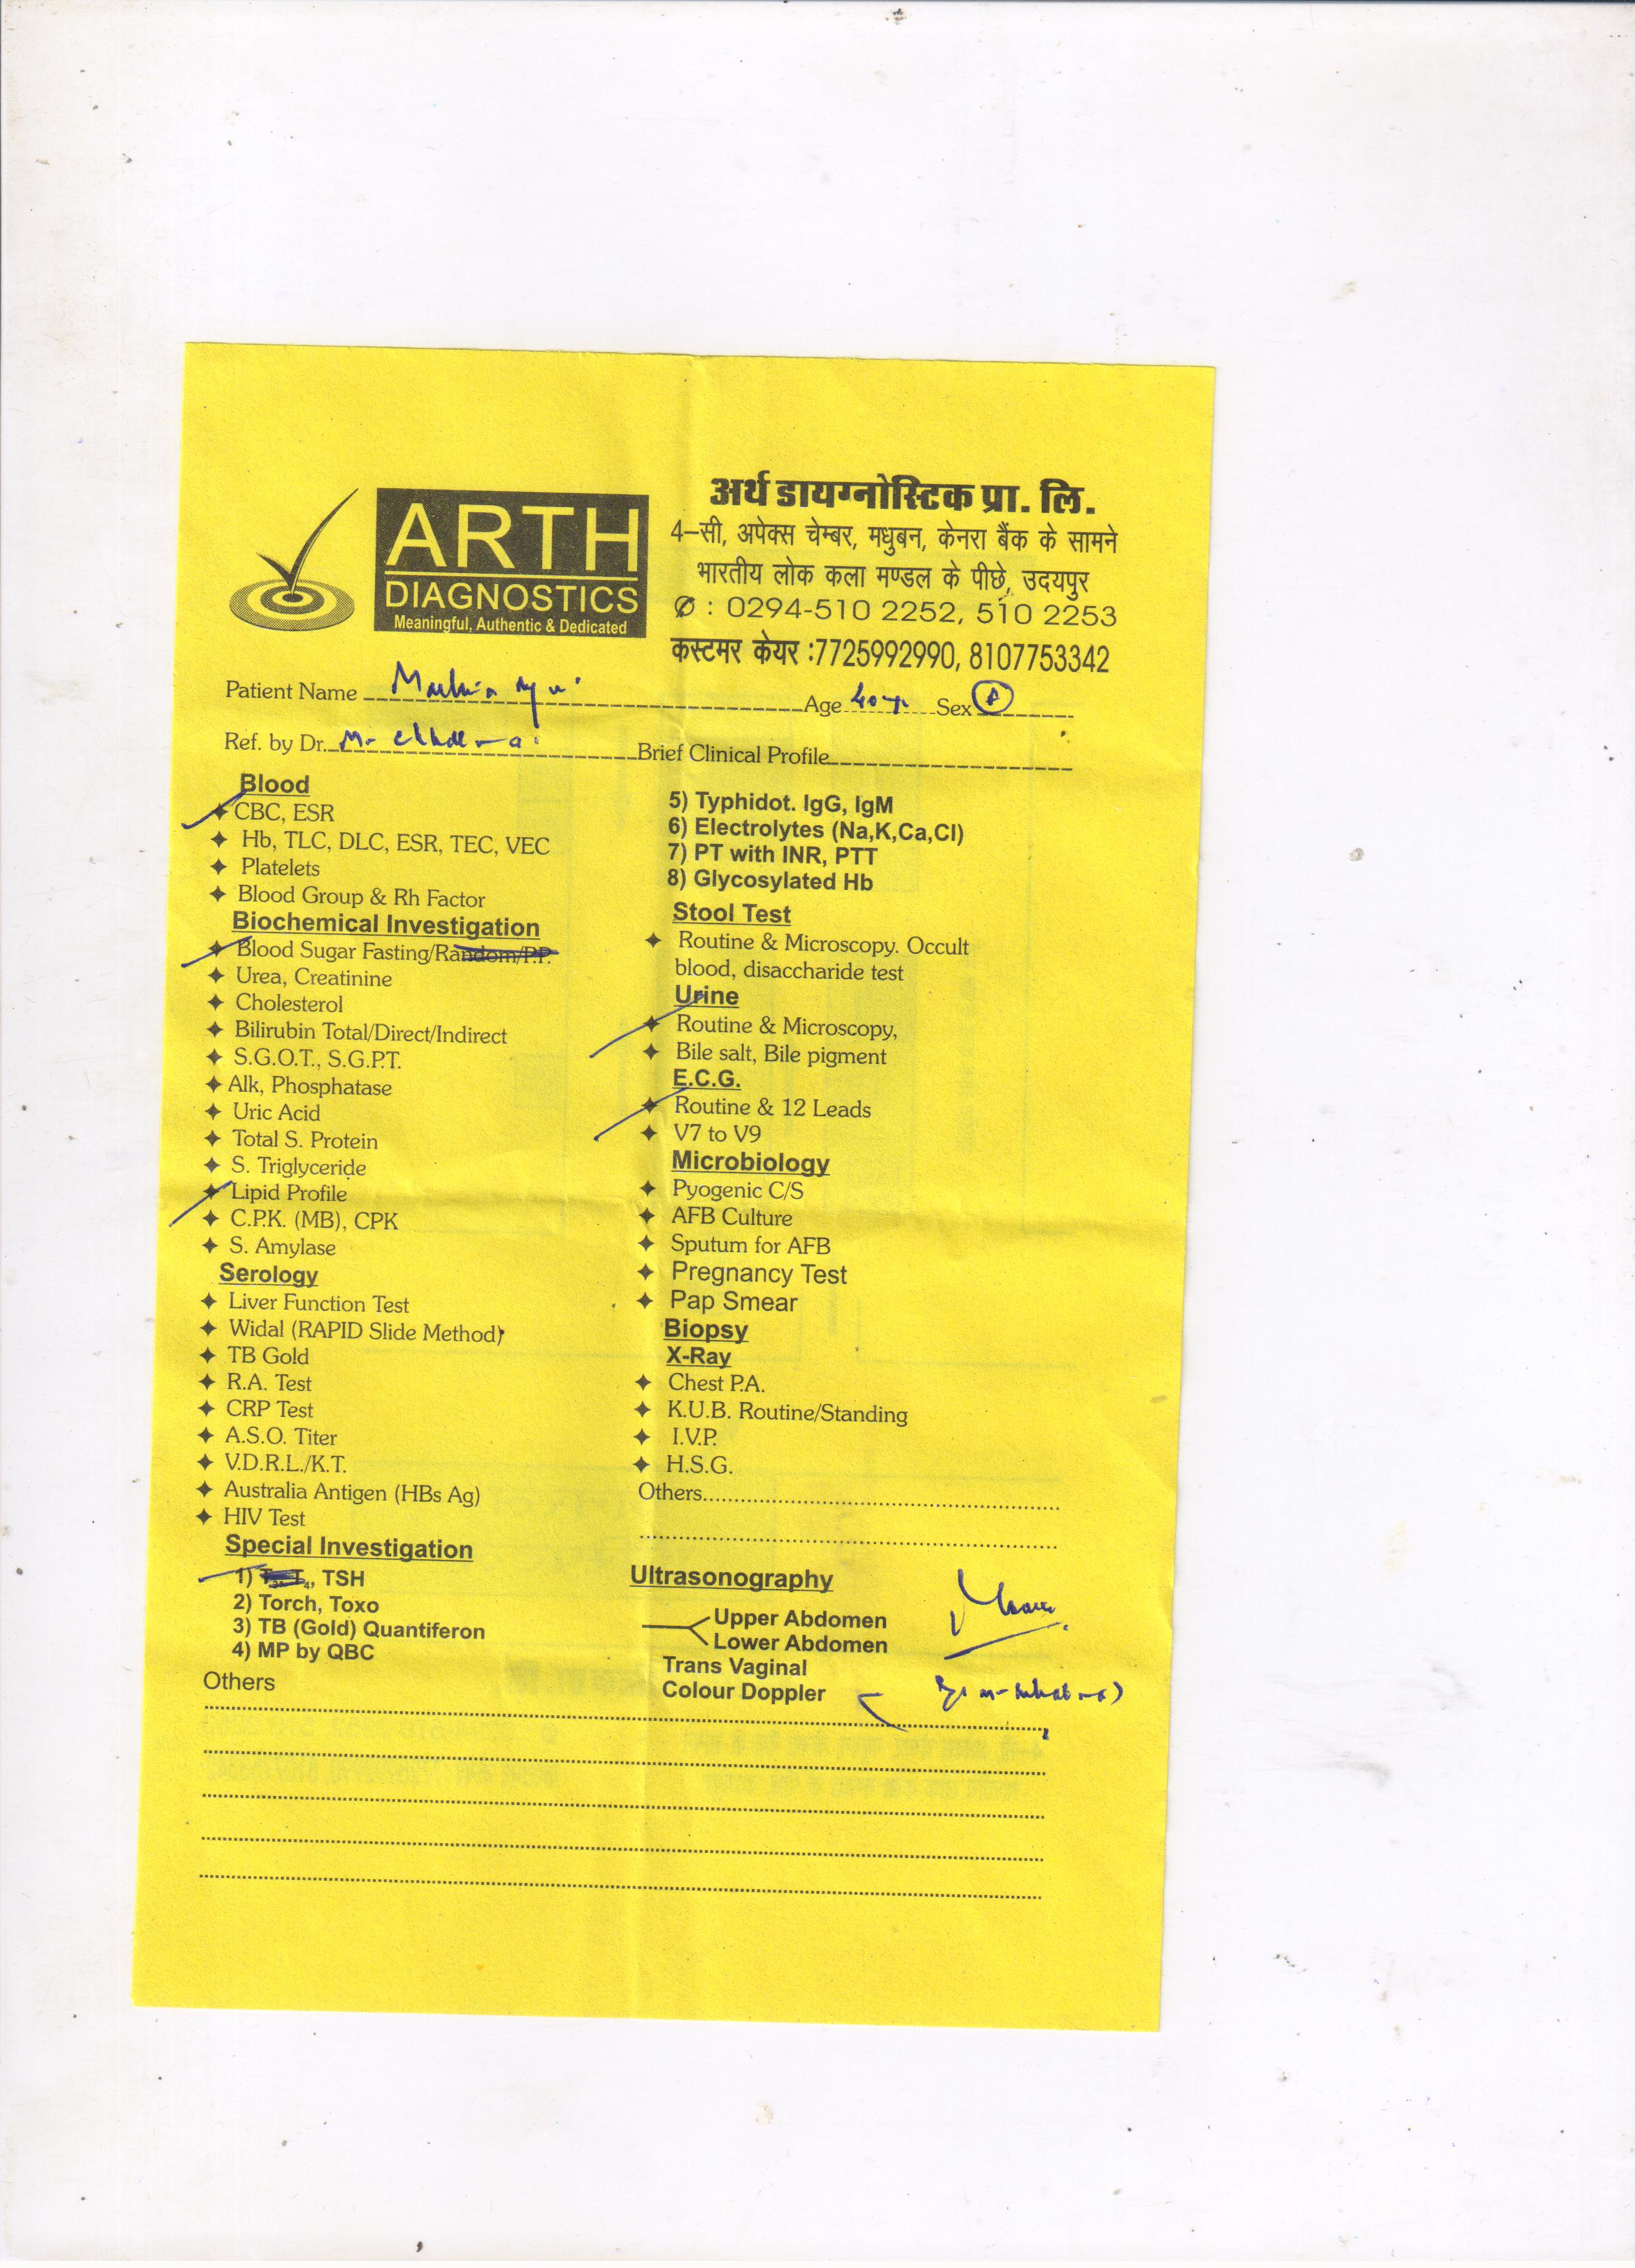 ARTH
DIAGNOSTICS
Meaningful, Authentic & Dedicated
अर्थ डायग्नोस्टिक प्रा. लि.
4–सी, अपेक्स चेम्बर, मधुबन, केनरा बैंक के सामने
भारतीय लोक कला मण्डल के पीछे, उदयपुर
✆ : 0294-510 2252, 510 2253
कस्टमर केयर :7725992990, 8107753342
Patient Name
Age Sex
Ref. by Dr. Brief Clinical Profile
Blood
CBC, ESR
Hb, TLC, DLC, ESR, TEC, VEC
Platelets
Blood Group & Rh Factor
Biochemical Investigation
Blood Sugar Fasting/Random/P.P.
Urea, Creatinine
Cholesterol
Bilirubin Total/Direct/Indirect
S.G.O.T., S.G.P.T.
Alk, Phosphatase
Uric Acid
Total S. Protein
S. Triglyceride
Lipid Profile
C.P.K. (MB), CPK
S. Amylase
Serology
Liver Function Test
Widal (RAPID Slide Method)
TB Gold
R.A. Test
CRP Test
A.S.O. Titer
V.D.R.L./K.T.
Australia Antigen (HBs Ag)
HIV Test
Special Investigation
1) T3, T4, TSH
2) Torch, Toxo
3) TB (Gold) Quantiferon
4) MP by QBC
Others
5) Typhidot. IgG, IgM
6) Electrolytes (Na,K,Ca,Cl)
7) PT with INR, PTT
8) Glycosylated Hb
Stool Test
Routine & Microscopy. Occult
blood, disaccharide test
Urine
Routine & Microscopy,
Bile salt, Bile pigment
E.C.G.
Routine & 12 Leads
V7 to V9
Microbiology
Pyogenic C/S
AFB Culture
Sputum for AFB
Pregnancy Test
Pap Smear
Biopsy
X-Ray
Chest P.A.
K.U.B. Routine/Standing
I.V.P.
H.S.G.
Others
Ultrasonography
Upper Abdomen
Lower Abdomen
Trans Vaginal
Colour Doppler